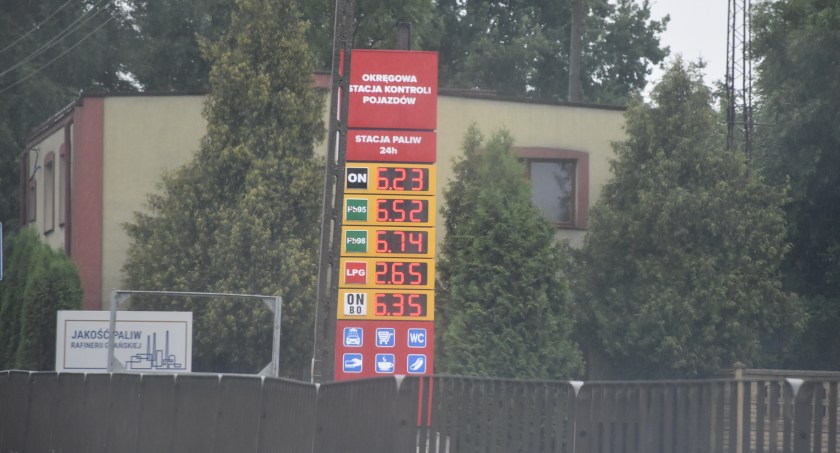 OKRĘGOWA
STACJA KONTROLI
POJAZDÓW
STACJA PALIW
24h
ON 6.23
Pb95 6.52
Pb98 6.74
LPG 2.65
ON
80 6.35
WC
JAKOŚĆ PALIW
RAFINERII GDAŃSKIEJ